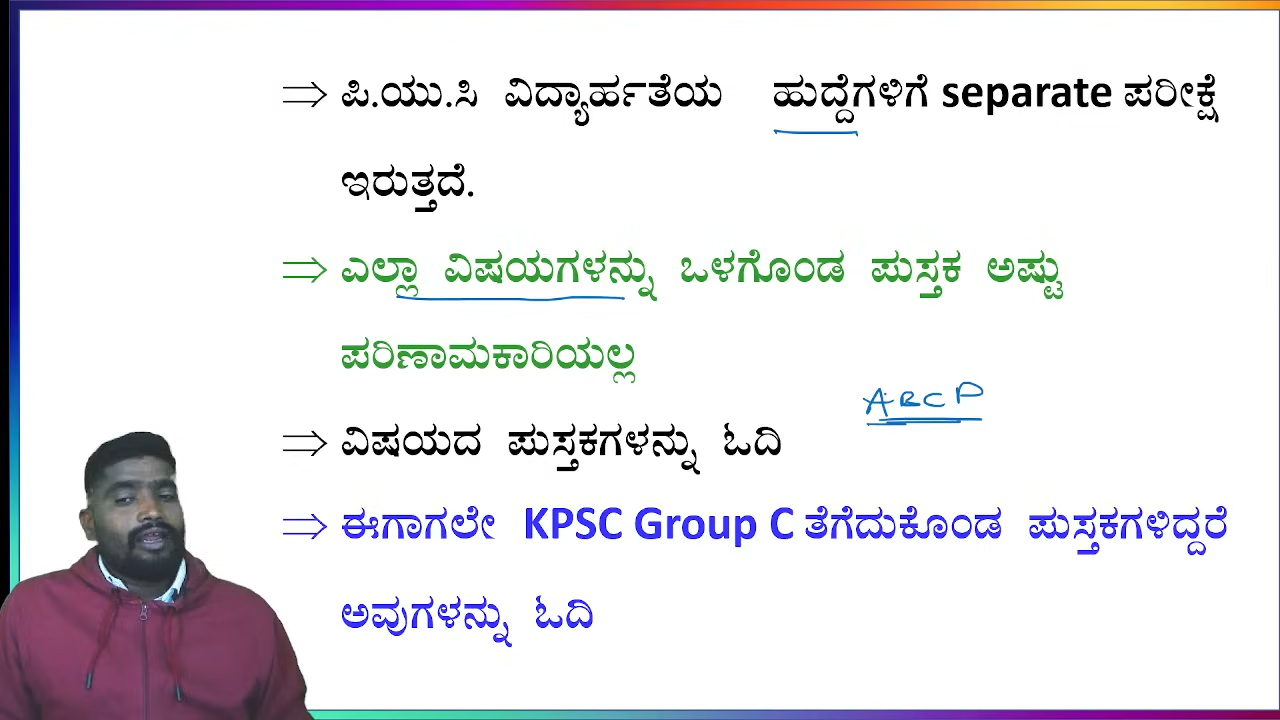 ⇒ ಪಿ.ಯು.ಸಿ ವಿದ್ಯಾರ್ಹತೆಯ ಹುದ್ದೆಗಳಿಗೆ separate ಪರೀಕ್ಷೆ
ಇರುತ್ತದೆ.
⇒ ಎಲ್ಲಾ ವಿಷಯಗಳನ್ನು ಒಳಗೊಂಡ ಪುಸ್ತಕ ಅಷ್ಟು
ಪರಿಣಾಮಕಾರಿಯಲ್ಲ
ABCD
⇒ ವಿಷಯದ ಪುಸ್ತಕಗಳನ್ನು ಓದಿ
⇒ ಈಗಾಗಲೇ KPSC Group C ತೆಗೆದುಕೊಂಡ ಪುಸ್ತಕಗಳಿದ್ದರೆ
ಅವುಗಳನ್ನು ಓದಿ